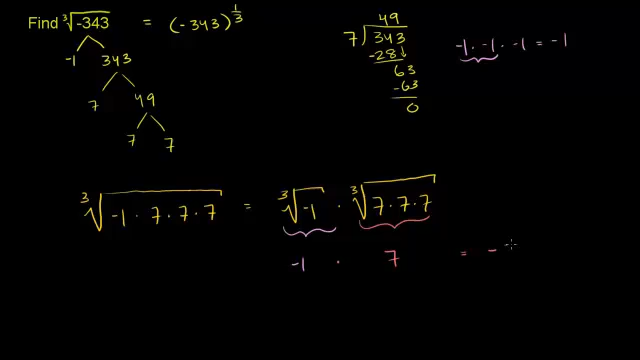 Find ∛-343 = (-343)^(1/3)
-1 343
7 49
7 7
49
7 343
-28↓
63
-63
0
-1 · -1 · -1 = -1
∛(-1 · 7 · 7 · 7) = ∛(-1) · ∛(7 · 7 · 7)
-1 · 7 = -